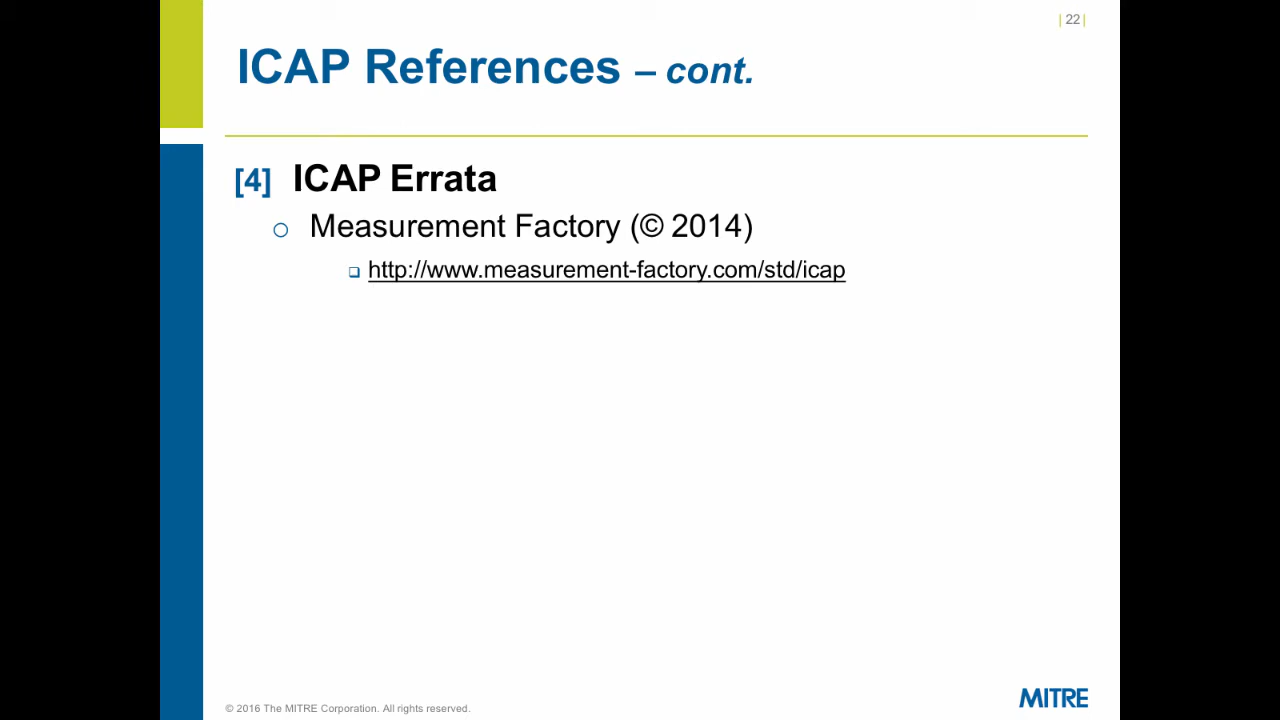 | 22 |
ICAP References – cont.
[4] ICAP Errata
Measurement Factory (© 2014)
http://www.measurement-factory.com/std/icap
© 2016 The MITRE Corporation. All rights reserved.
MITRE